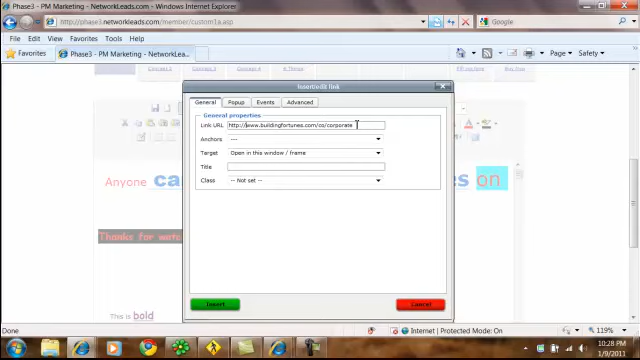 Phase3 - PM Marketing - NetworkLeads.com - Windows Internet Explorer
http://phase3.networkleads.com/member/custom1a.asp
Google
File Edit View Favorites Tools Help
Favorites Phase3 - PM Marketing - NetworkLea...
Page Safety
Insert/edit link
General Popup Events Advanced
General properties
Link URL http://www.buildingfortunes.com/co/corporate
Anchors ---
Target Open in this window / frame
Title
Class -- Not set --
Anyone on
Thanks for
This is bold
Insert Cancel
Done Internet | Protected Mode: On 119%
10:28 PM
1/9/2011